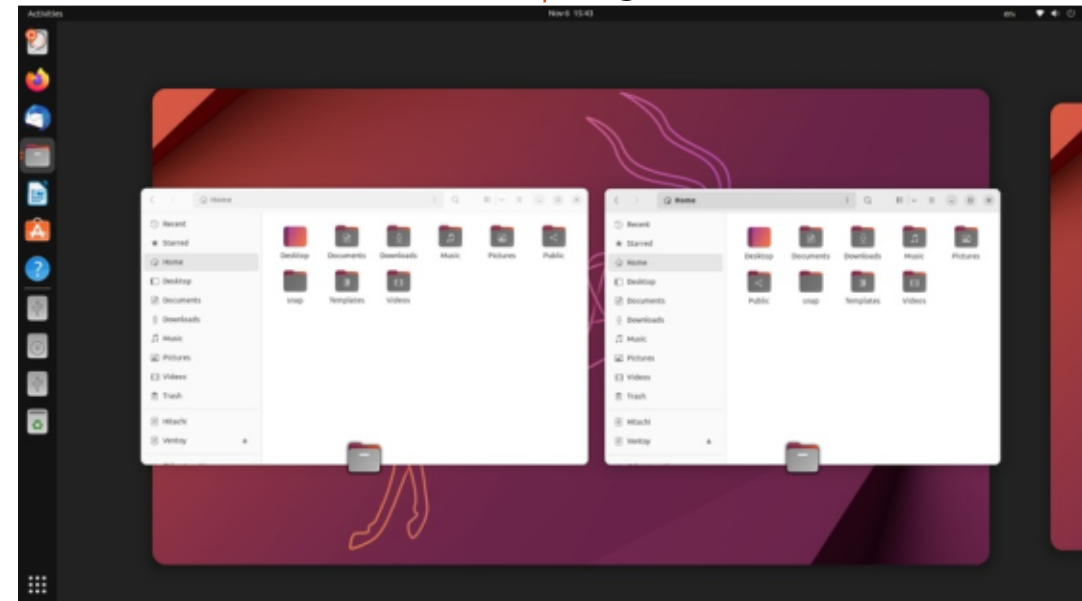 Activities Nov 6 15:43 en
Home
Recent
Starred
Home
Desktop
Documents
Downloads
Music
Pictures
Videos
Trash
Hitachi
Ventoy
Desktop Documents Downloads Music Pictures Public
snap Templates Videos
Home
Recent
Starred
Home
Desktop
Documents
Downloads
Music
Pictures
Videos
Trash
Hitachi
Ventoy
Desktop Documents Downloads Music Pictures
Public snap Templates Videos